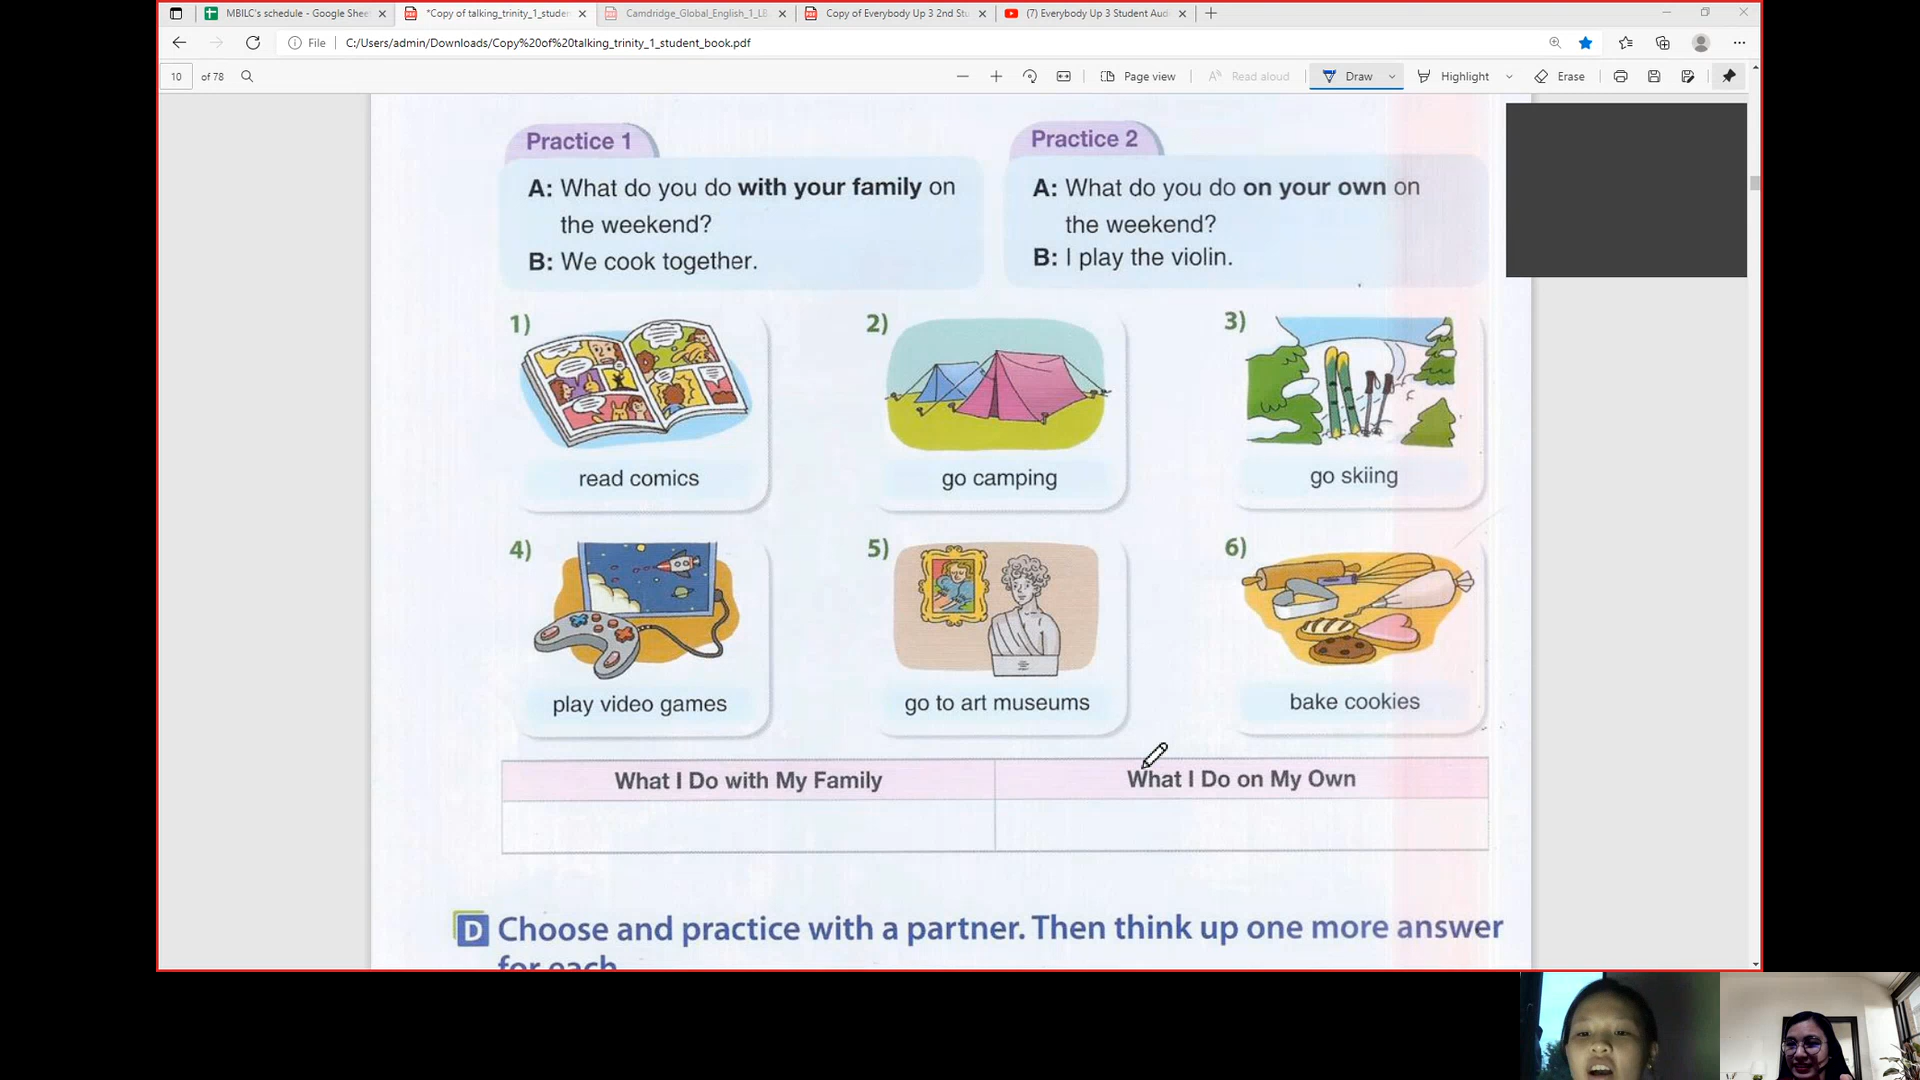 MBILC's schedule - Google Shee
*Copy of talking_trinity_1_studen
Camdridge_Global_English_1_LB
Copy of Everybody Up 3 2nd Stu
(7) Everybody Up 3 Student Aud
File
C:/Users/admin/Downloads/Copy%20of%20talking_trinity_1_student_book.pdf
10 of 78
Page view
Read aloud
Draw
Highlight
Erase
Practice 1
A: What do you do with your family on
the weekend?
B: We cook together.
Practice 2
A: What do you do on your own on
the weekend?
B: I play the violin.
1)
read comics
2)
go camping
3)
go skiing
4)
play video games
5)
go to art museums
6)
bake cookies
What I Do with My Family
What I Do on My Own
D Choose and practice with a partner. Then think up one more answer
for each